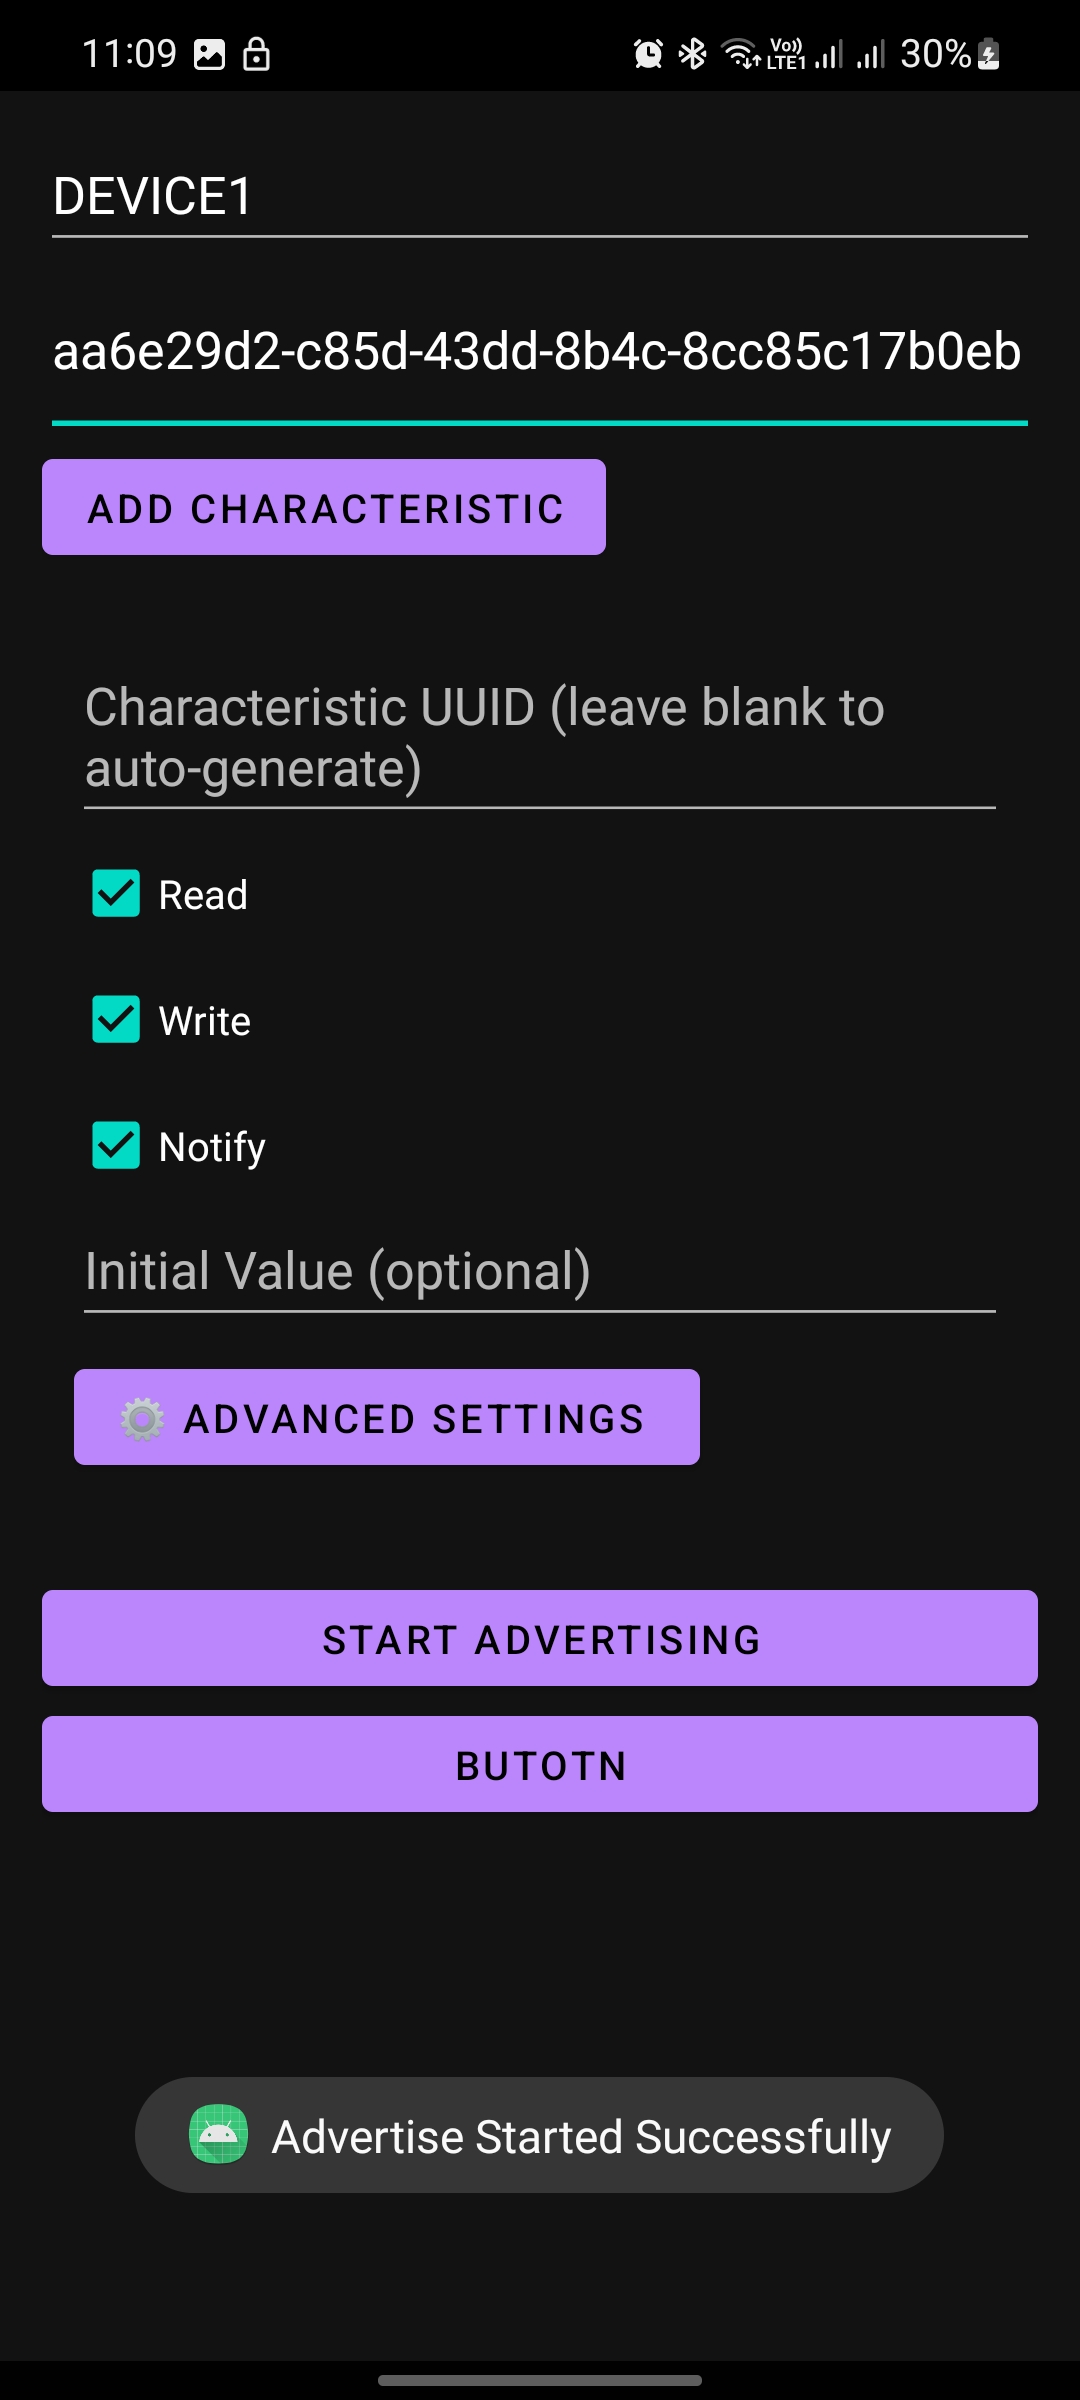 11:09 Vo)) LTE1 30%
DEVICE1
aa6e29d2-c85d-43dd-8b4c-8cc85c17b0eb
ADD CHARACTERISTIC
Characteristic UUID (leave blank to
auto-generate)
Read
Write
Notify
Initial Value (optional)
ADVANCED SETTINGS
START ADVERTISING
BUTOTN
Advertise Started Successfully